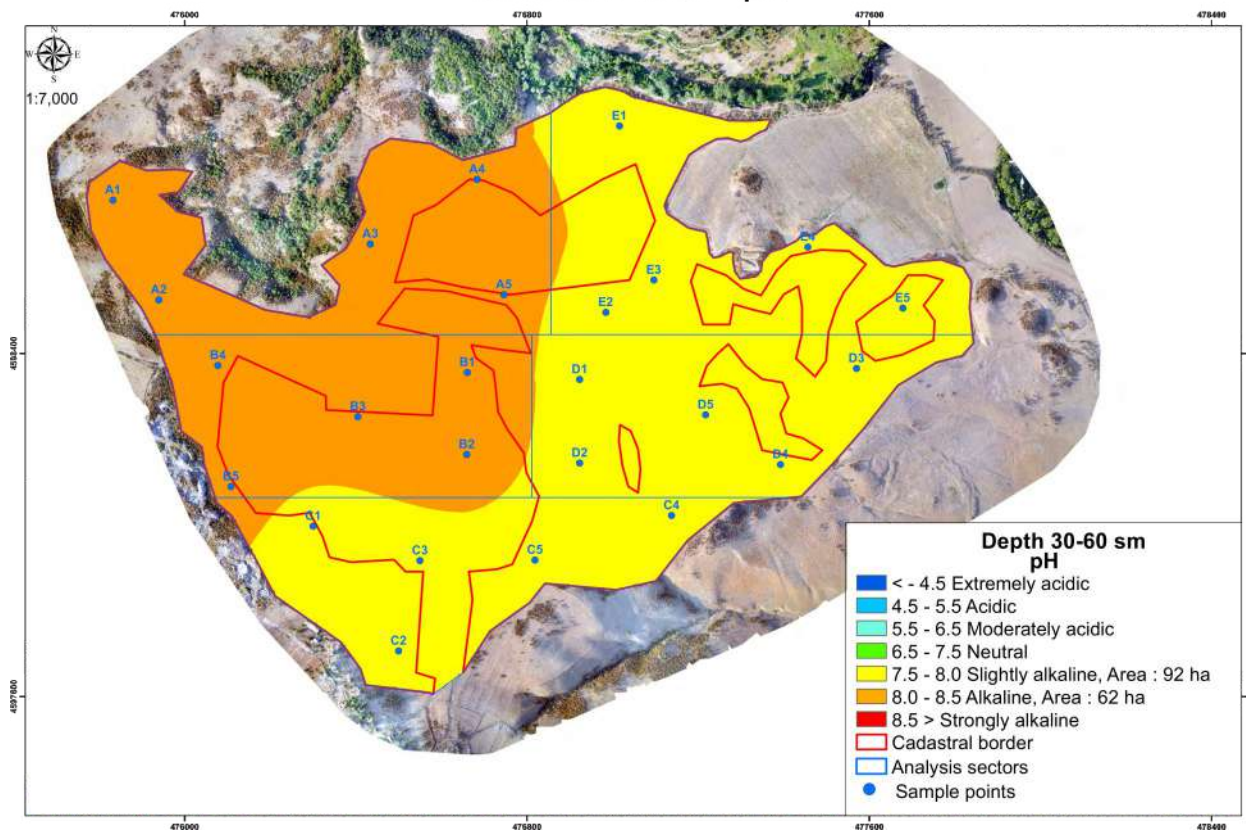 476000 476800 477600 478400
N
W E
S
1:7,000
E1
A4
A1
A3
E4
E3
A5
A2
E5
E2
4598400
B4
B1
D3
D1
B3
D5
B2
D2
B4
E5
C4
C1
C3
C5
C2
4597600
Depth 30-60 sm
pH
< - 4.5 Extremely acidic
4.5 - 5.5 Acidic
5.5 - 6.5 Moderately acidic
6.5 - 7.5 Neutral
7.5 - 8.0 Slightly alkaline, Area : 92 ha
8.0 - 8.5 Alkaline, Area : 62 ha
8.5 > Strongly alkaline
Cadastral border
Analysis sectors
Sample points
476000 476800 477600 478400